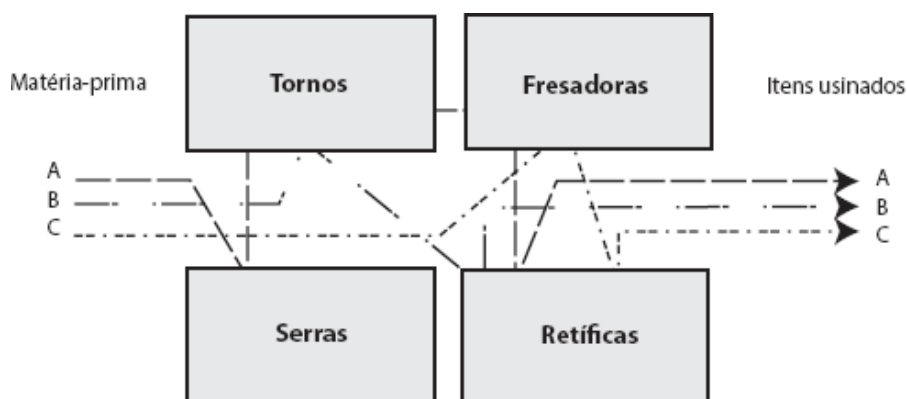 Matéria-prima
Tornos
Fresadoras
Itens usinados
A
B
C
A
B
C
Serras
Retíficas